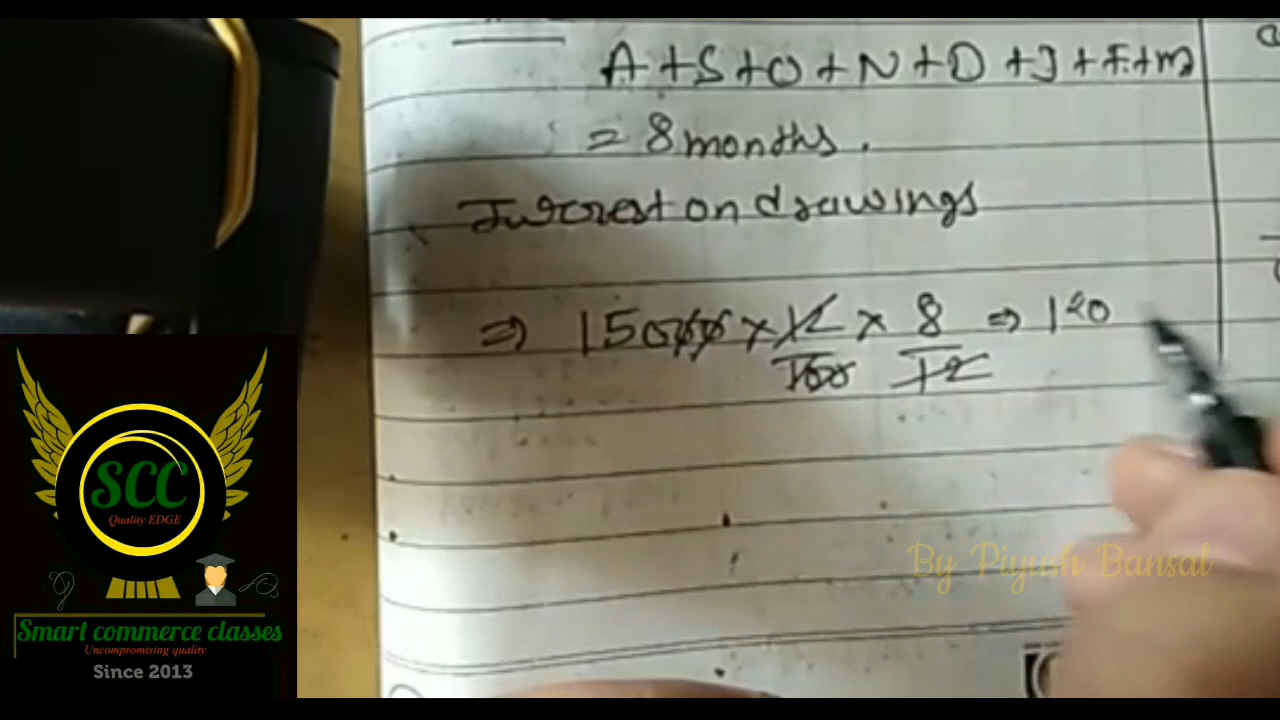 A+S+O+N+D+J+F+m
= 8 months.
Interest on drawings
⇒ 15000 × 12/100 × 8/12 ⇒ 120
SCC
Quality EDGE
Smart commerce classes
Uncompromising quality
Since 2013
By Piyush Bansal